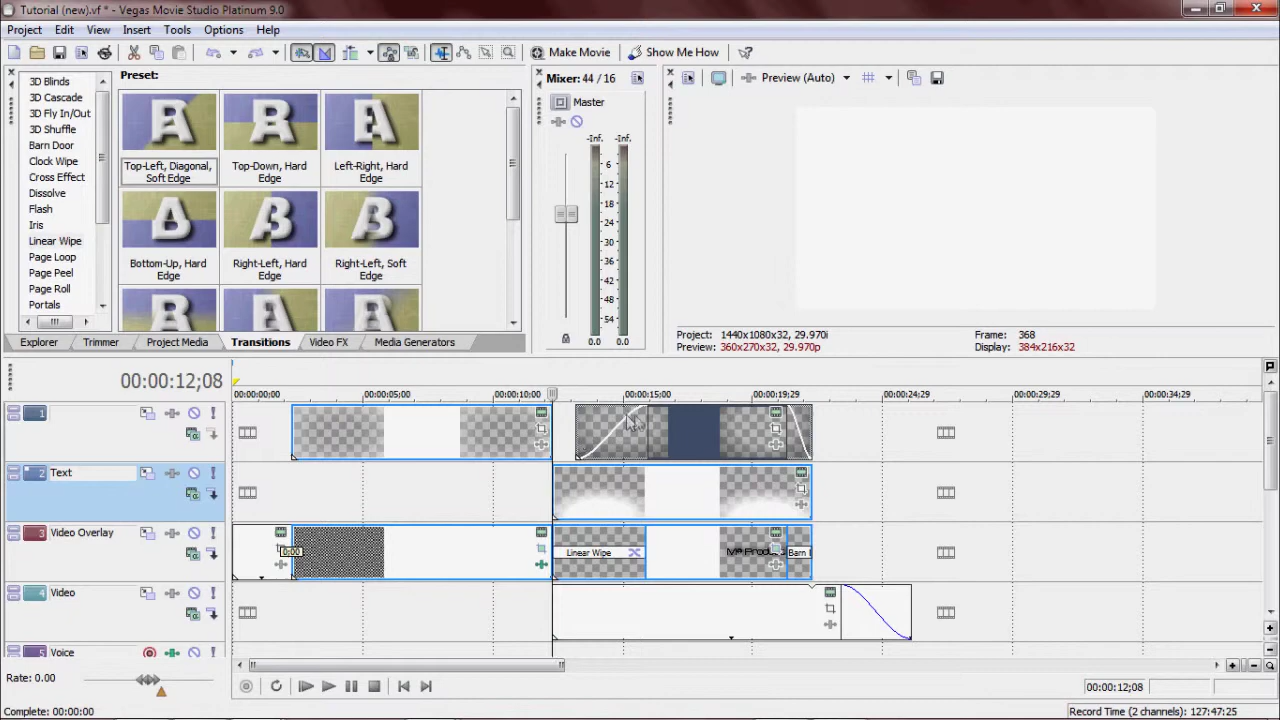 Tutorial (new).vf * - Vegas Movie Studio Platinum 9.0
Project Edit View Insert Tools Options Help
Make Movie Show Me How
3D Blinds
3D Cascade
3D Fly In/Out
3D Shuffle
Barn Door
Clock Wipe
Cross Effect
Dissolve
Flash
Iris
Linear Wipe
Page Loop
Page Peel
Page Roll
Portals
Preset:
Top-Left, Diagonal, Soft Edge
Top-Down, Hard Edge
Left-Right, Hard Edge
Bottom-Up, Hard Edge
Right-Left, Hard Edge
Right-Left, Soft Edge
Explorer Trimmer Project Media Transitions Video FX Media Generators
Mixer: 44 / 16
Master
-Inf. -Inf.
6
12
18
24
30
36
42
48
54
0.0 0.0
Preview (Auto)
Project: 1440x1080x32, 29.970i
Preview: 360x270x32, 29.970p
Frame: 368
Display: 384x216x32
00:00:12;08
00:00:00;00 00:00:05;00 00:00:10;00 00:00:15;00 00:00:19;29 00:00:24;29 00:00:29;29 00:00:34;29
1
2 Text
3 Video Overlay
0:00
Linear Wipe
4 Video
5 Voice
Rate: 0.00
00:00:12;08
Complete: 00:00:00
Record Time (2 channels): 127:47:25